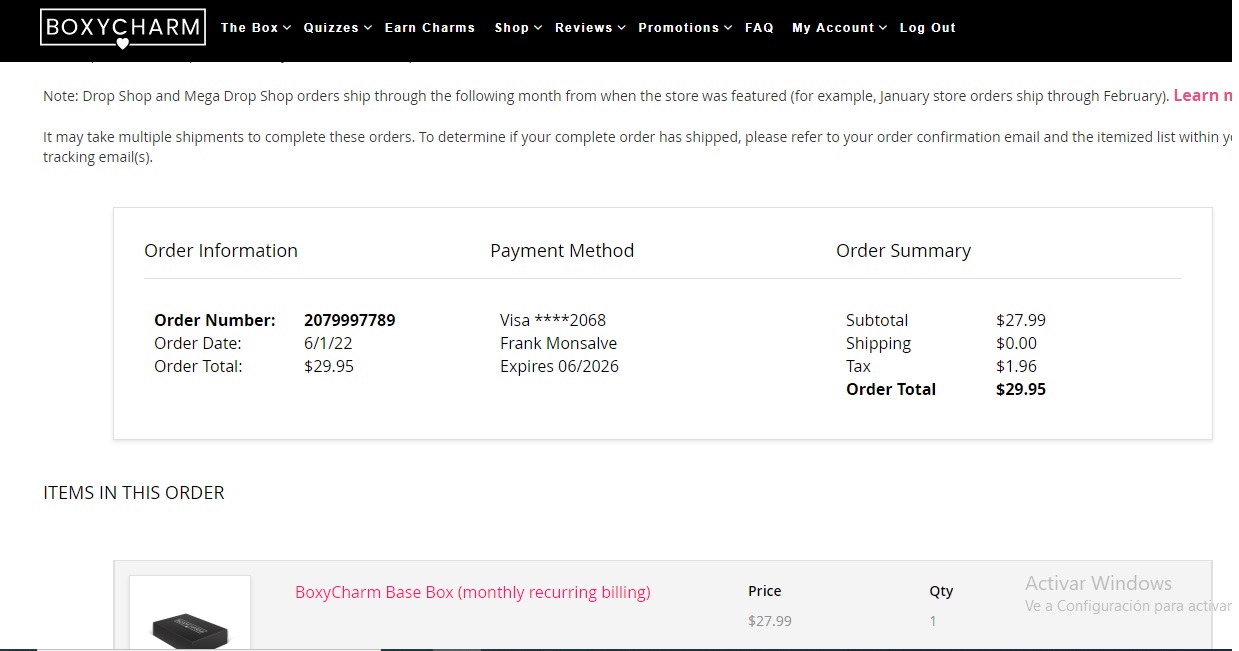 BOXYCHARM The Box Quizzes Earn Charms Shop Reviews Promotions FAQ My Account Log Out
Note: Drop Shop and Mega Drop Shop orders ship through the following month from when the store was featured (for example, January store orders ship through February). Learn
It may take multiple shipments to complete these orders. To determine if your complete order has shipped, please refer to your order confirmation email and the itemized list within
tracking email(s).
Order Information Payment Method Order Summary
Order Number: 2079997789 Visa ****2068 Subtotal $27.99
Order Date: 6/1/22 Frank Monsalve Shipping $0.00
Order Total: $29.95 Expires 06/2026 Tax $1.96
Order Total $29.95
ITEMS IN THIS ORDER
BoxyCharm Base Box (monthly recurring billing) Price Qty
$27.99 1
BOXYCHARM
Activar Windows
Ve a Configuración para activar